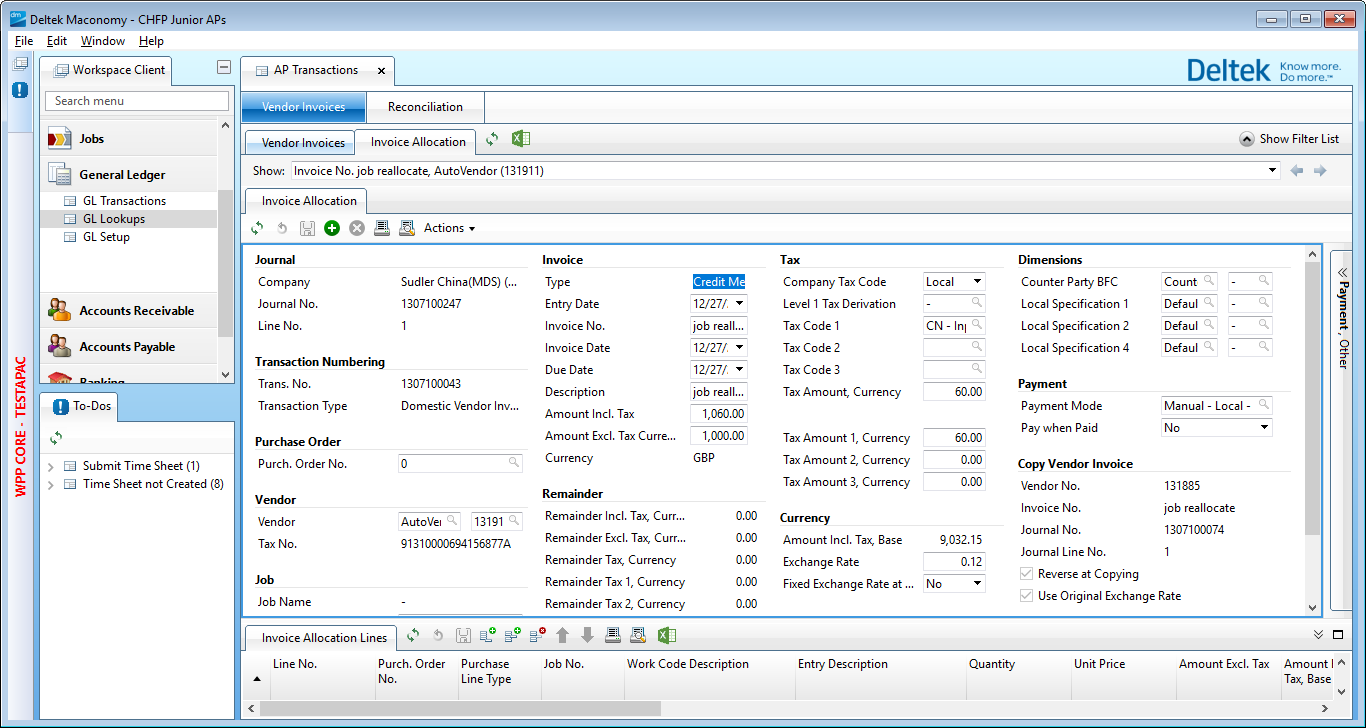 Deltek Maconomy - CHFP Junior APs
File Edit Window Help
Workspace Client
Search menu
Jobs
General Ledger
GL Transactions
GL Lookups
GL Setup
Accounts Receivable
Accounts Payable
Banking
WPP CORE - TESTAPAC
To-Dos
Submit Time Sheet (1)
Time Sheet not Created (8)
AP Transactions
Deltek Know more.
Do more.™
Vendor Invoices Reconciliation
Vendor Invoices Invoice Allocation
Show Filter List
Show: Invoice No. job reallocate, AutoVendor (131911)
Invoice Allocation
Actions
Journal
Company Sudler China(MDS) (...
Journal No. 1307100247
Line No. 1
Transaction Numbering
Trans. No. 1307100043
Transaction Type Domestic Vendor Inv...
Purchase Order
Purch. Order No. 0
Vendor
Vendor AutoVe 13191
Tax No. 91310000694156877A
Job
Job Name -
Invoice
Type Credit Me
Entry Date 12/27/
Invoice No. job reall...
Invoice Date 12/27/
Due Date 12/27/
Description job reall...
Amount Incl. Tax 1,060.00
Amount Excl. Tax Curre... 1,000.00
Currency GBP
Remainder
Remainder Incl. Tax, Curr... 0.00
Remainder Excl. Tax, Curr... 0.00
Remainder Tax, Currency 0.00
Remainder Tax 1, Currency 0.00
Remainder Tax 2, Currency 0.00
Tax
Company Tax Code Local
Level 1 Tax Derivation -
Tax Code 1 CN - Inp
Tax Code 2
Tax Code 3
Tax Amount, Currency 60.00
Tax Amount 1, Currency 60.00
Tax Amount 2, Currency 0.00
Tax Amount 3, Currency 0.00
Currency
Amount Incl. Tax, Base 9,032.15
Exchange Rate 0.12
Fixed Exchange Rate at ... No
Dimensions
Counter Party BFC Count -
Local Specification 1 Defaul -
Local Specification 2 Defaul -
Local Specification 4 Defaul -
Payment
Payment Mode Manual - Local -
Pay when Paid No
Copy Vendor Invoice
Vendor No. 131885
Invoice No. job reallocate
Journal No. 1307100074
Journal Line No. 1
Reverse at Copying
Use Original Exchange Rate
Payment , Other
Invoice Allocation Lines
Line No. Purch. Order No. Purchase Line Type Job No. Work Code Description Entry Description Quantity Unit Price Amount Excl. Tax Amount Tax, Base